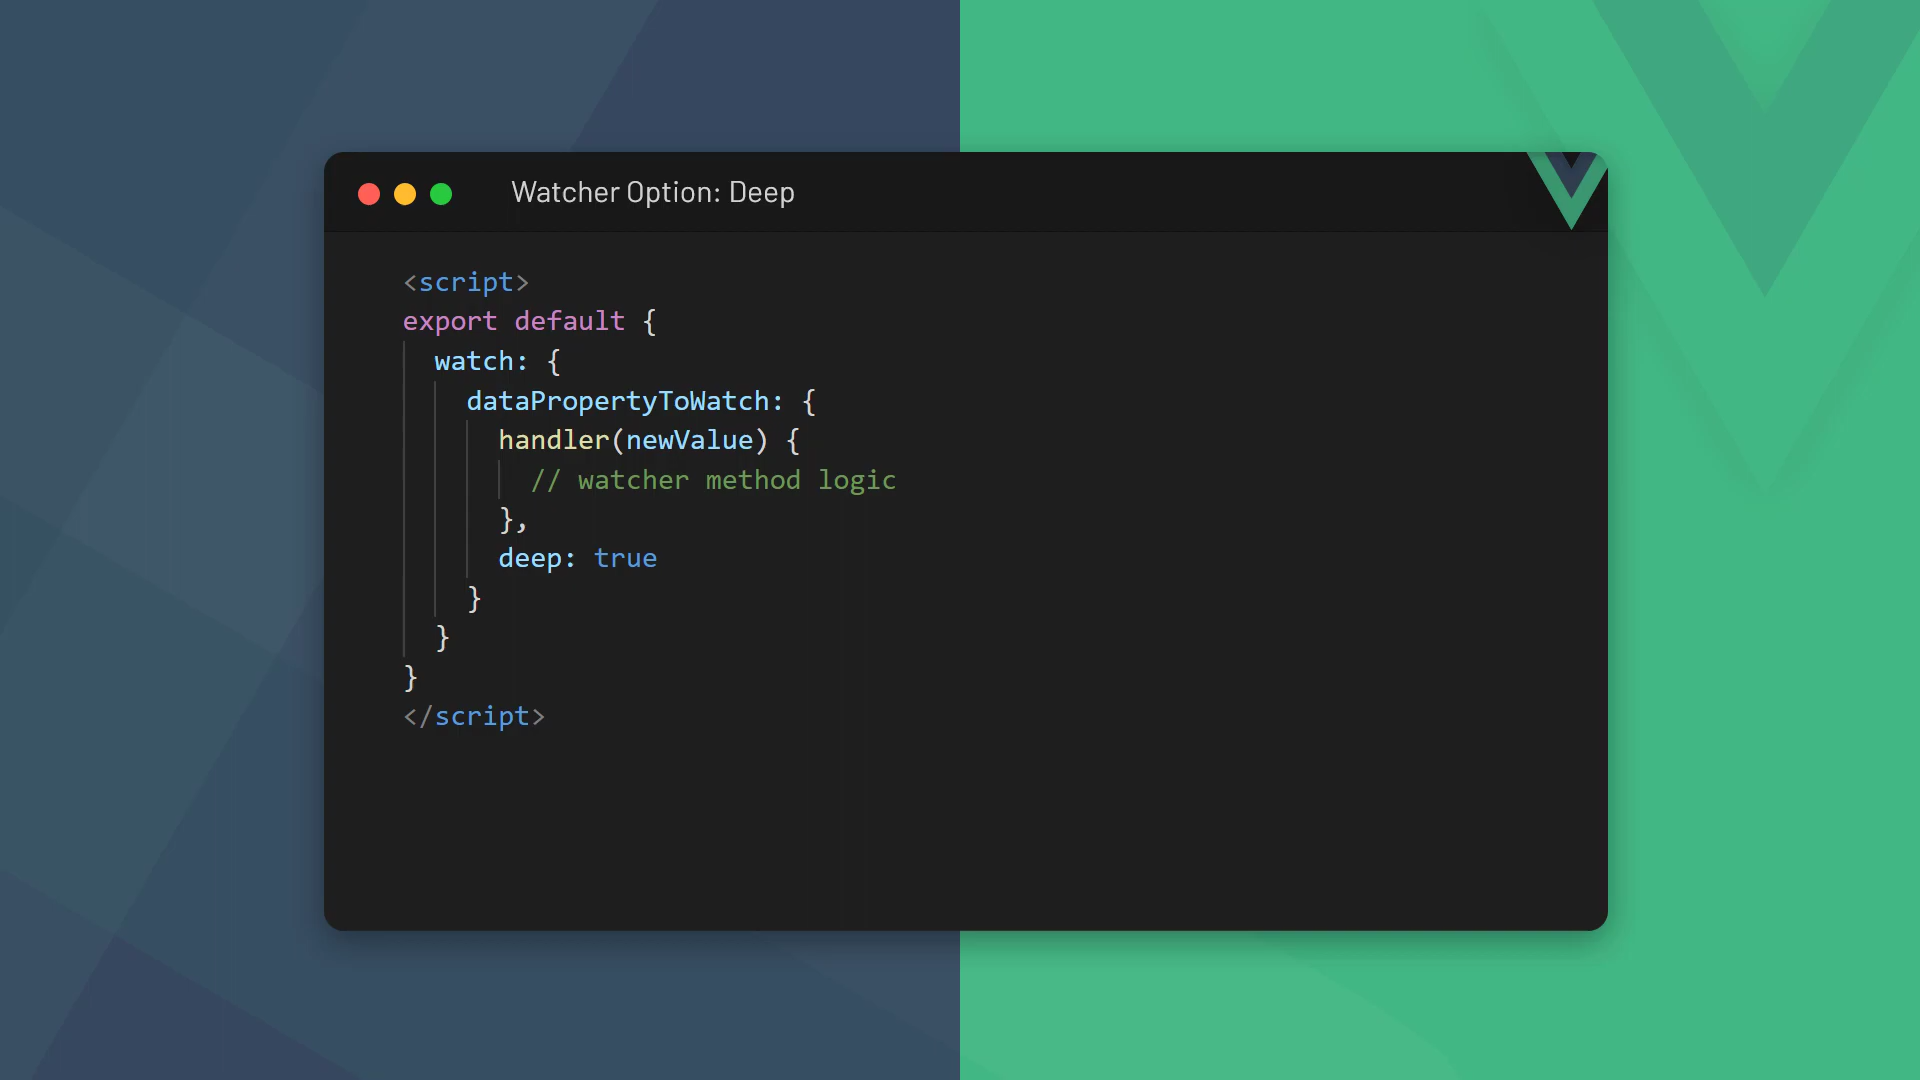 Watcher Option: Deep
<script>
export default {
watch: {
dataPropertyToWatch: {
handler(newValue) {
// watcher method logic
},
deep: true
}
}
}
</script>